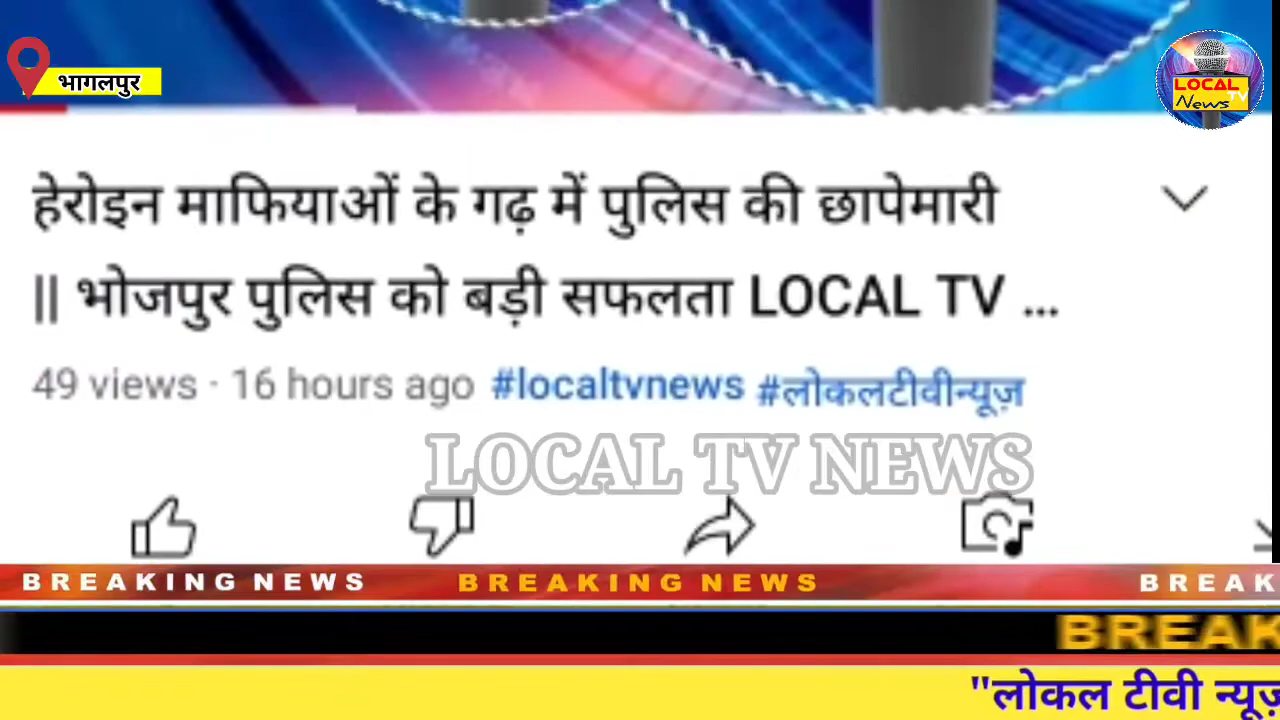 भागलपुर
LOCAL
News TV
हेरोइन माफियाओं के गढ़ में पुलिस की छापेमारी
|| भोजपुर पुलिस को बड़ी सफलता LOCAL TV ...
49 views · 16 hours ago #localtvnews #लोकलटीवीन्यूज़
LOCAL TV NEWS
BREAKING NEWS BREAKING NEWS BREAK
BREAK
"लोकल टीवी न्यूज़